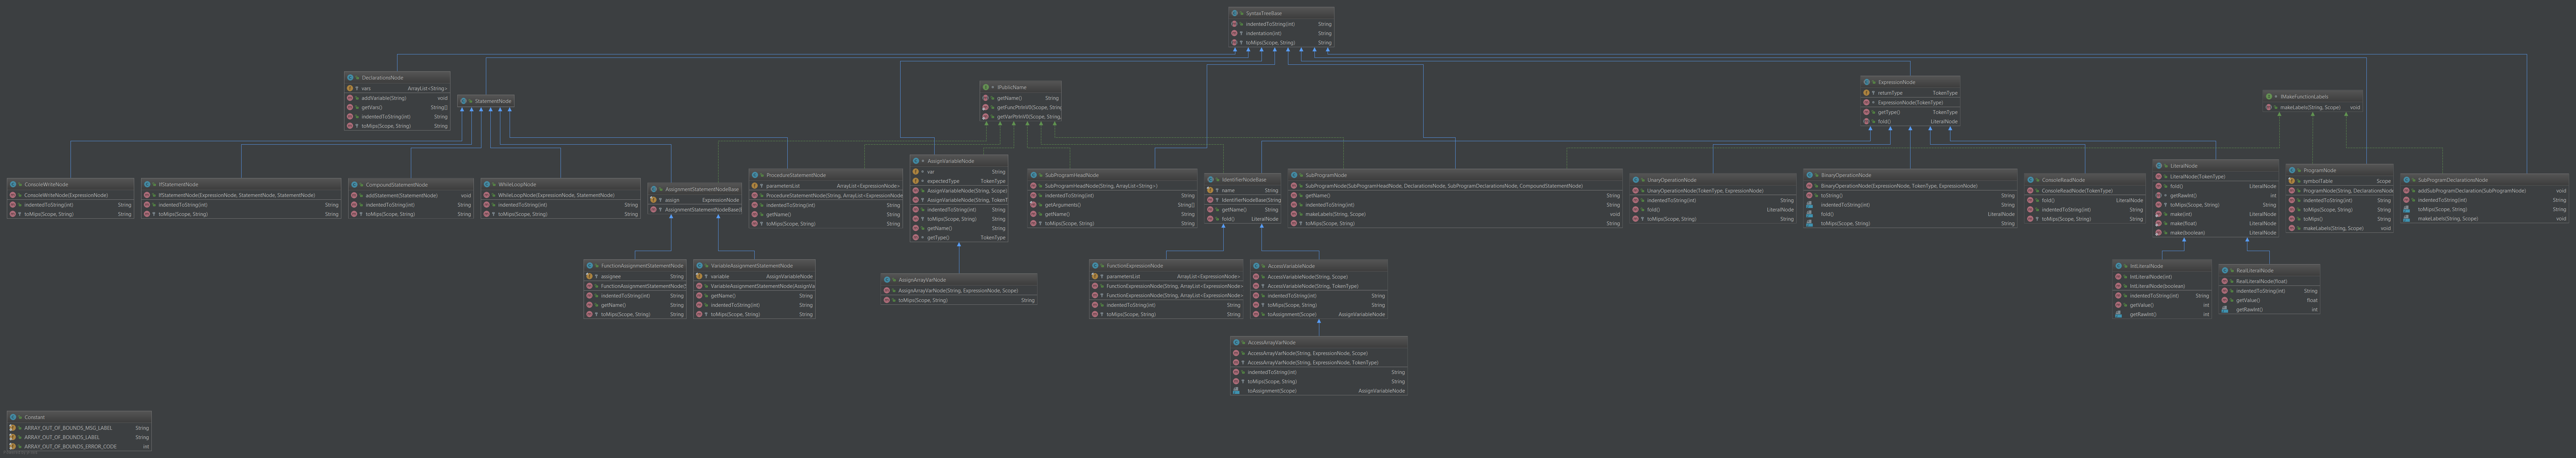 SyntaxTreeBase
indentedToString(int) String
indentation(int) String
toMips(Scope, String) String
DeclarationsNode
vars ArrayList<String>
addVariable(String) void
getVars() String[]
indentedToString(int) String
toMips(Scope, String) String
StatementNode
IPublicName
getName() String
getFuncPtrInV0(Scope, String
getVarPtrInV0(Scope, String,
ExpressionNode
returnType TokenType
ExpressionNode(TokenType)
getType() TokenType
fold() LiteralNode
IMakeFunctionLabels
makeLabels(String, Scope) void
ConsoleWriteNode
ConsoleWriteNode(ExpressionNode)
indentedToString(int) String
toMips(Scope, String) String
IfStatementNode
IfStatementNode(ExpressionNode, StatementNode, StatementNode)
indentedToString(int) String
toMips(Scope, String) String
CompoundStatementNode
addStatement(StatementNode) void
indentedToString(int) String
toMips(Scope, String) String
WhileLoopNode
WhileLoopNode(ExpressionNode, StatementNode)
indentedToString(int) String
toMips(Scope, String) String
AssignmentStatementNodeBase
assign ExpressionNode
AssignmentStatementNodeBase(E
ProcedureStatementNode
parametersList ArrayList<ExpressionNode>
ProcedureStatementNode(String, ArrayList<ExpressionNode
indentedToString(int) String
getName() String
toMips(Scope, String) String
AssignVariableNode
var String
expectedType TokenType
AssignVariableNode(String, Scope)
AssignVariableNode(String, TokenT
indentedToString(int) String
toMips(Scope, String) String
getName() String
getType() TokenType
SubProgramHeadNode
SubProgramHeadNode(String, ArrayList<String>)
indentedToString(int) String
getArguments() String[]
getName() String
toMips(Scope, String) String
IdentifierNodeBase
name String
IdentifierNodeBase(String,
getName() String
fold() LiteralNode
SubProgramNode
SubProgramNode(SubProgramHeadNode, DeclarationsNode, SubProgramDeclarationsNode, CompoundStatementNode)
getName() String
indentedToString(int) String
makeLabels(String, Scope) void
toMips(Scope, String) String
UnaryOperationNode
UnaryOperationNode(TokenType, ExpressionNode)
indentedToString(int) String
fold() LiteralNode
toMips(Scope, String) String
BinaryOperationNode
BinaryOperationNode(ExpressionNode, TokenType, ExpressionNode)
toString() String
indentedToString(int) String
fold() LiteralNode
toMips(Scope, String) String
ConsoleReadNode
ConsoleReadNode(TokenType)
fold() LiteralNode
indentedToString(int) String
toMips(Scope, String) String
LiteralNode
LiteralNode(TokenType)
fold() LiteralNode
getRawInt() int
toMips(Scope, String) String
make(int) LiteralNode
make(float) LiteralNode
make(boolean) LiteralNode
ProgramNode
symbolTable Scope
ProgramNode(String, DeclarationsNode
indentedToString(int) String
toMips(Scope, String) String
toMips() String
makeLabels(String, Scope) void
SubProgramDeclarationsNode
addSubProgramDeclaration(SubProgramNode) void
indentedToString(int) String
toMips(Scope, String) String
makeLabels(String, Scope) void
FunctionAssignmentStatementNode
assignee String
FunctionAssignmentStatementNode(S
indentedToString(int) String
getName() String
toMips(Scope, String) String
VariableAssignmentStatementNode
variable AssignVariableNode
VariableAssignmentStatementNode(AssignVa
getName() String
indentedToString(int) String
toMips(Scope, String) String
AssignArrayVarNode
AssignArrayVarNode(String, ExpressionNode, Scope)
toMips(Scope, String) String
FunctionExpressionNode
parametersList ArrayList<ExpressionNode>
FunctionExpressionNode(String, ArrayList<ExpressionNode>
FunctionExpressionNode(String, ArrayList<ExpressionNode>
indentedToString(int) String
toMips(Scope, String) String
AccessVariableNode
AccessVariableNode(String, Scope)
AccessVariableNode(String, TokenType)
indentedToString(int) String
toMips(Scope, String) String
toAssignment(Scope) AssignVariableNode
IntLiteralNode
IntLiteralNode(int)
IntLiteralNode(boolean)
indentedToString(int) String
getValue() int
getRawInt() int
RealLiteralNode
RealLiteralNode(float)
indentedToString(int) String
getValue() float
getRawInt() int
AccessArrayVarNode
AccessArrayVarNode(String, ExpressionNode, Scope)
AccessArrayVarNode(String, ExpressionNode, TokenType)
indentedToString(int) String
toMips(Scope, String) String
toAssignment(Scope) AssignVariableNode
Constant
ARRAY_OUT_OF_BOUNDS_MSG_LABEL String
ARRAY_OUT_OF_BOUNDS_LABEL String
ARRAY_OUT_OF_BOUNDS_ERROR_CODE int